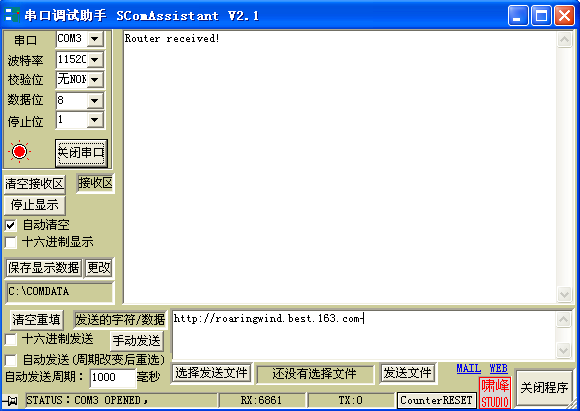 串口调试助手 SComAssistant V2.1
串口 COM3
波特率 11520
校验位 无NON
数据位 8
停止位 1
关闭串口
Router received!
清空接收区 接收区
停止显示
自动清空
十六进制显示
保存显示数据 更改
C:\COMDATA
清空重填 发送的字符/数据
http://roaringwind.best.163.com
十六进制发送 手动发送
自动发送(周期改变后重选)
自动发送周期: 1000 毫秒
选择发送文件 还没有选择文件 发送文件
MAIL WEB
啸峰
STUDIO
关闭程序
STATUS:COM3 OPENED, RX:6861 TX:0 CounterRESET